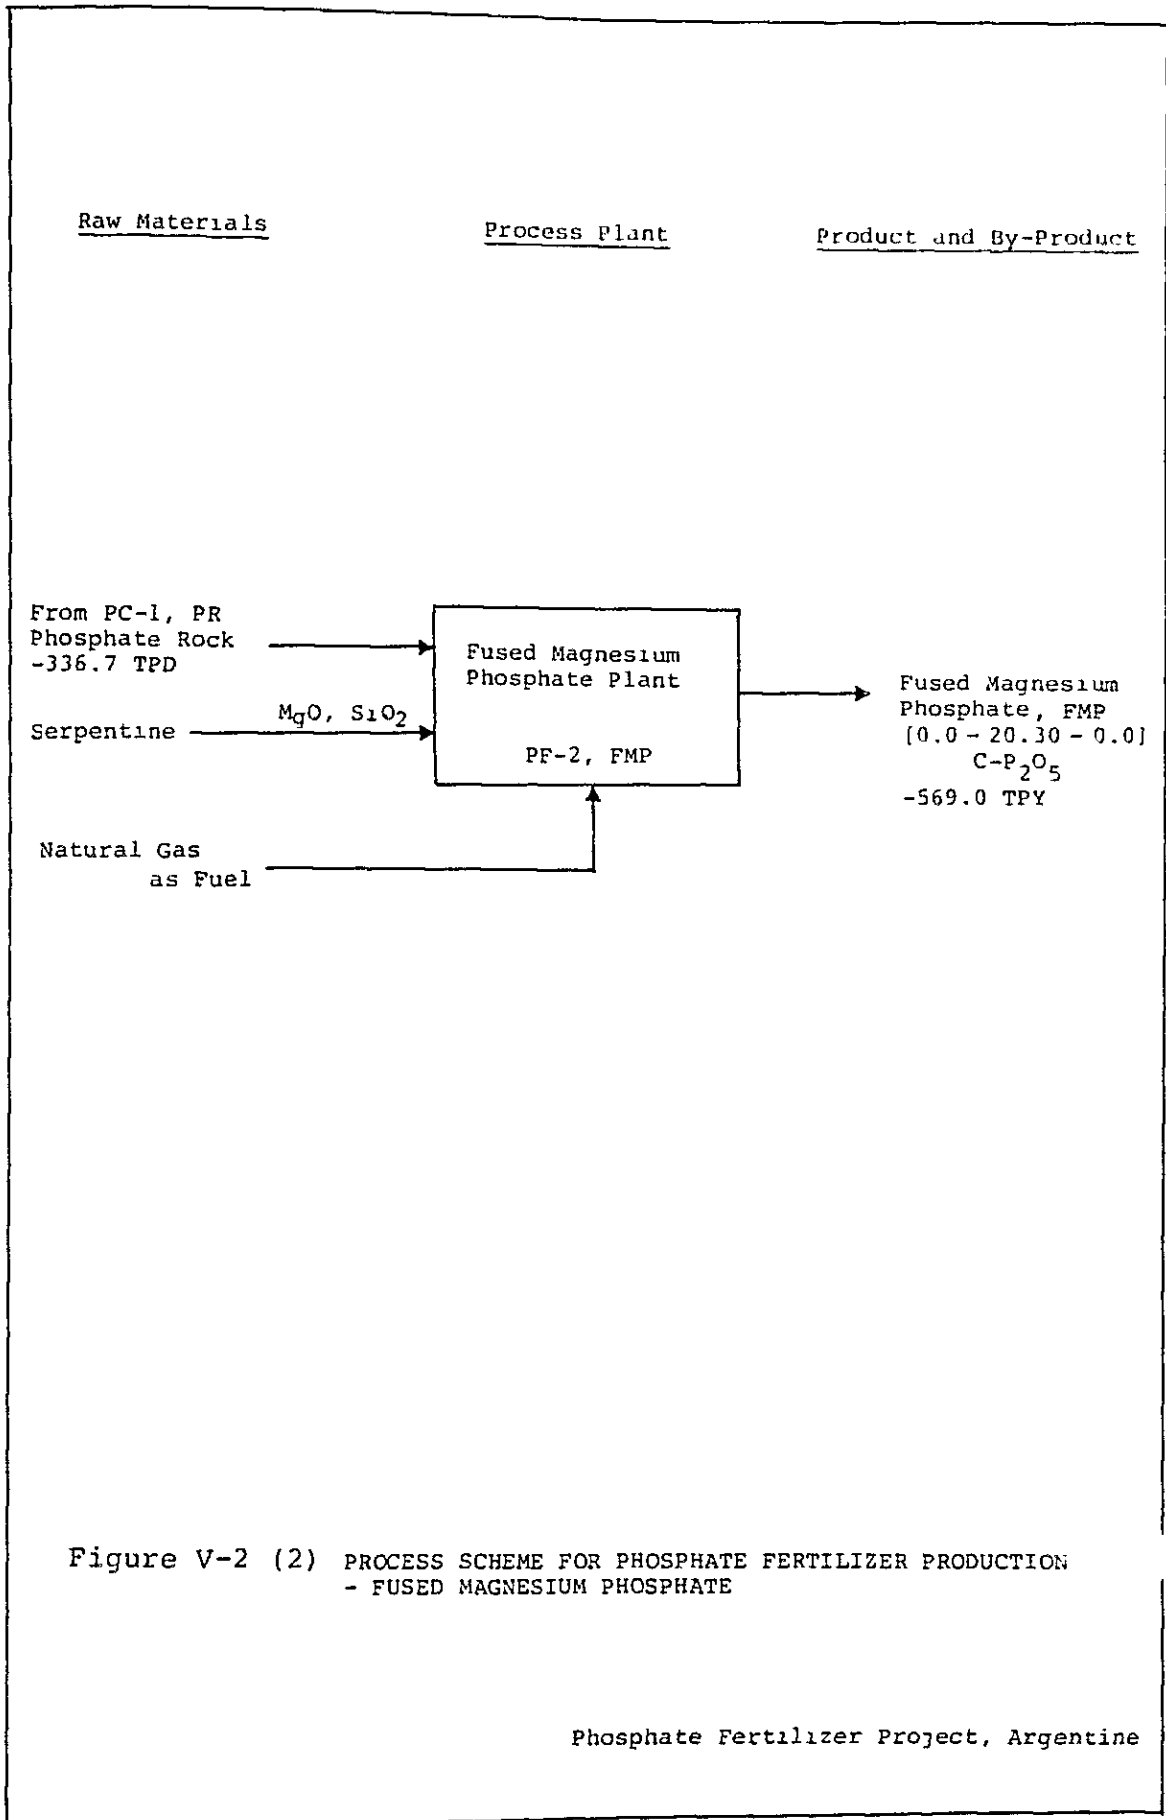 Raw Materials
Process Plant
Product and By-Product
From PC-1, PR
Phosphate Rock
-336.7 TPD
Serpentine
MgO, SiO2
Natural Gas
as Fuel
Fused Magnesium
Phosphate Plant
PF-2, FMP
Fused Magnesium
Phosphate, FMP
[0.0 - 20.30 - 0.0]
C-P2O5
-569.0 TPY
Figure V-2 (2) PROCESS SCHEME FOR PHOSPHATE FERTILIZER PRODUCTION
- FUSED MAGNESIUM PHOSPHATE
Phosphate Fertilizer Project, Argentine